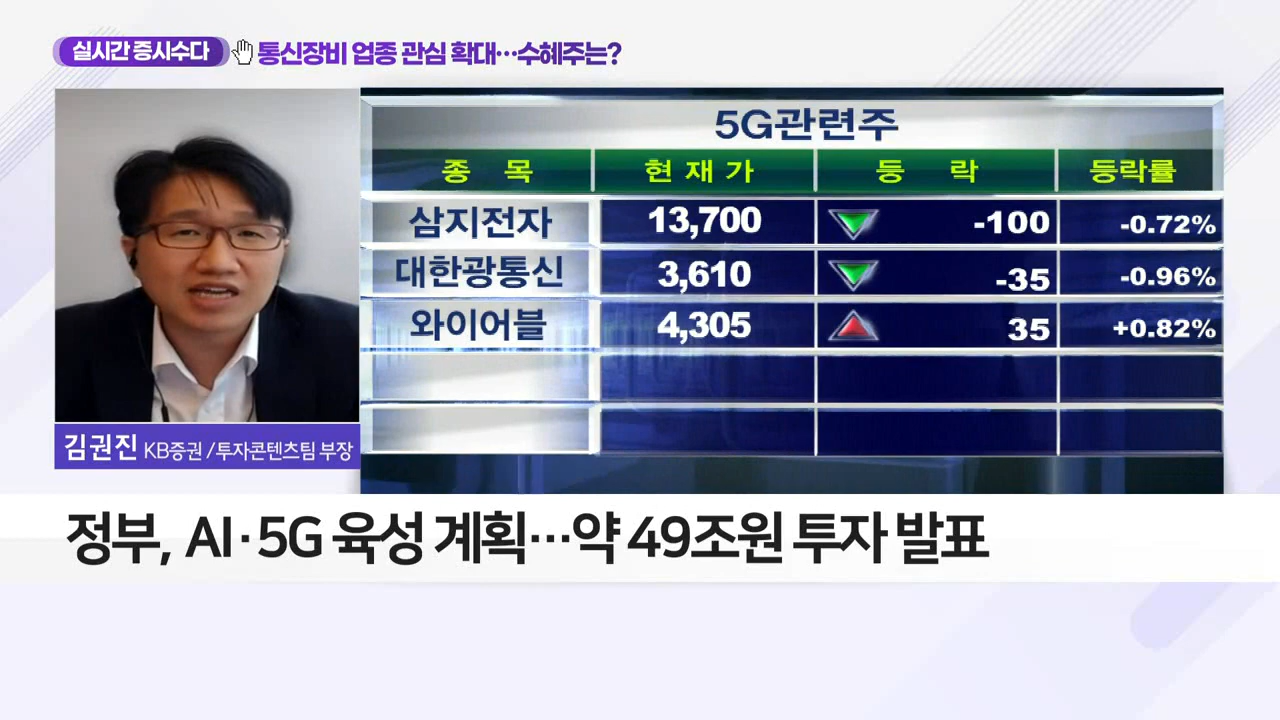 실시간 증시수다 통신장비 업종 관심 확대…수혜주는?
5G관련주
종 목 현 재 가 등 락 등락률
삼지전자 13,700 -100 -0.72%
대한광통신 3,610 -35 -0.96%
와이어블 4,305 35 +0.82%
김권진 KB증권 / 투자콘텐츠팀 부장
정부, AI·5G 육성 계획…약 49조원 투자 발표